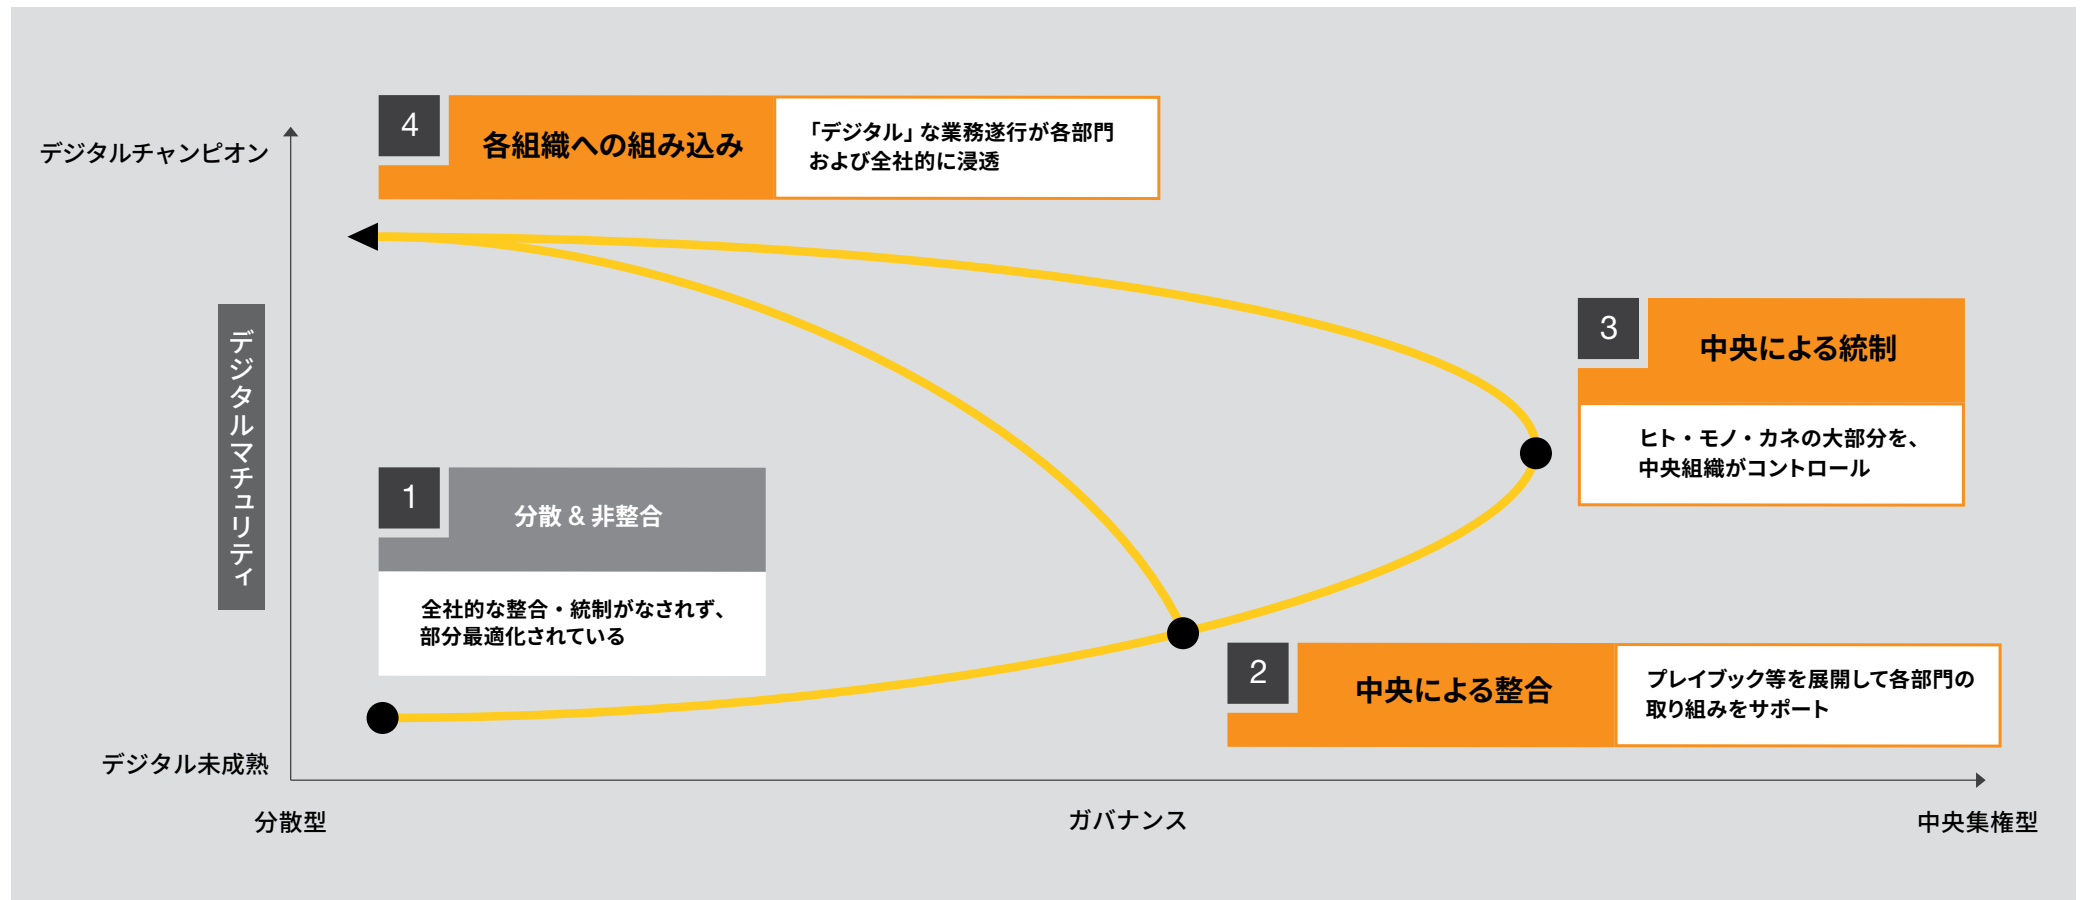 デジタルチャンピオン
デジタルマチュリティ
デジタル未成熟
4
各組織への組み込み
「デジタル」な業務遂行が各部門
および全社的に浸透
3
中央による統制
ヒト・モノ・カネの大部分を、
中央組織がコントロール
1
分散 & 非整合
全社的な整合・統制がなされず、
部分最適化されている
2
中央による整合
プレイブック等を展開して各部門の
取り組みをサポート
分散型
ガバナンス
中央集権型